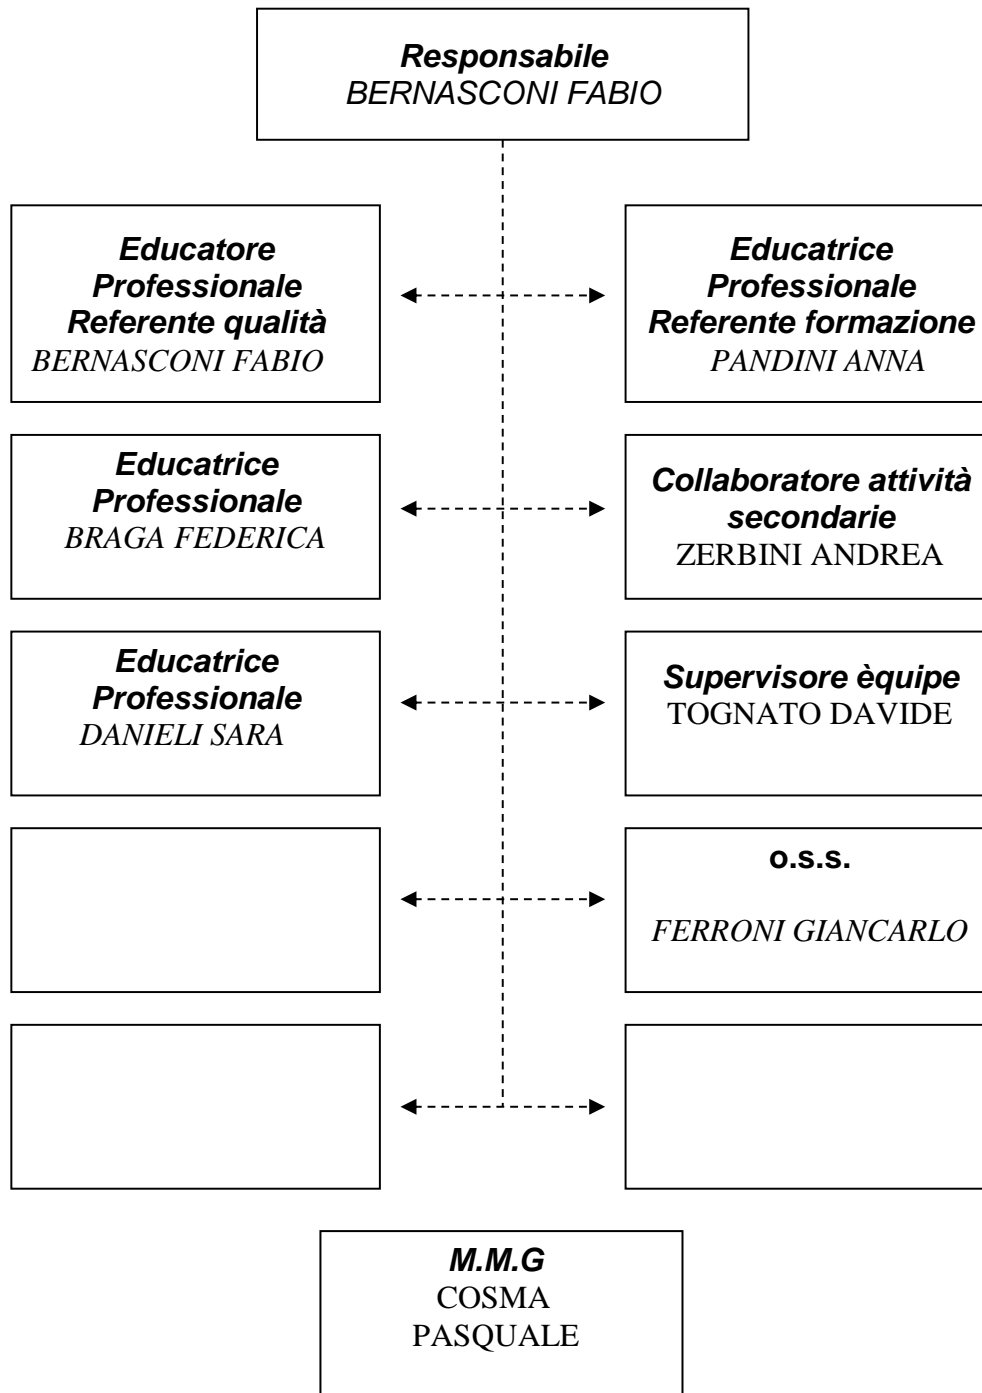 Responsabile
BERNASCONI FABIO
Educatore
Professionale
Referente qualità
BERNASCONI FABIO
Educatrice
Professionale
Referente formazione
PANDINI ANNA
Educatrice
Professionale
BRAGA FEDERICA
Collaboratore attività
secondarie
ZERBINI ANDREA
Educatrice
Professionale
DANIELI SARA
Supervisore èquipe
TOGNATO DAVIDE
o.s.s.
FERRONI GIANCARLO
M.M.G
COSMA
PASQUALE